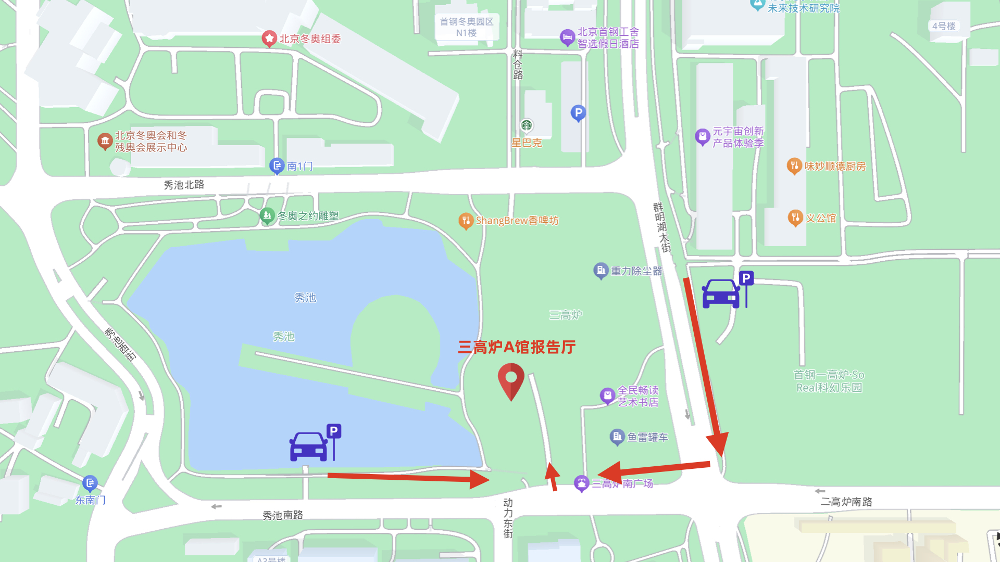 未来技术研究院
首钢冬奥园区
N1楼
4号楼
北京冬奥组委
北京首钢工舍
智选假日酒店
料仓路
P
北京冬奥会和冬
残奥会展示中心
星巴克
元宇宙创新
产品体验季
南1门
味妙顺德厨房
秀池北路
冬奥之约雕塑
ShangBrew香啤坊
群明湖大街
义公馆
重力除尘器
P
秀池
三高炉
秀池
秀池西街
三高炉A馆报告厅
首钢一高炉·So
Real科幻乐园
全民畅读
艺术书店
P
鱼雷罐车
三高炉南广场
东南门
动力东街
二高炉南路
秀池南路
A3号楼